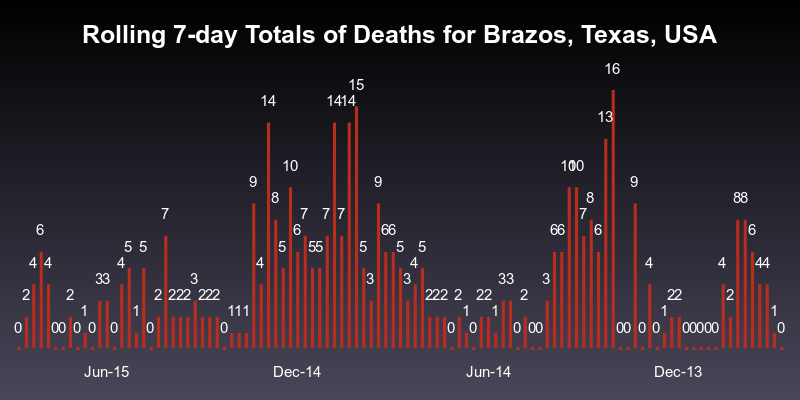 Rolling 7-day Totals of Deaths for Brazos, Texas, USA
0 2 4 6 4 0 0 2 0 1 0 3 3 0 4 5 1 5 0 2 7 2 2 2 3 2 2 2 0 1 1 1 9 4 14 8 5 10 6 7 5 5 7 14 7 14 15 5 3 9 6 6 5 3 4 5 2 2 2 0 2 1 0 2 2 1 3 3 0 2 0 0 3 6 6 10 10 7 8 6 13 16 0 0 9 0 4 0 1 2 2 0 0 0 0 0 4 2 8 8 6 4 4 1 0
Jun-15 Dec-14 Jun-14 Dec-13